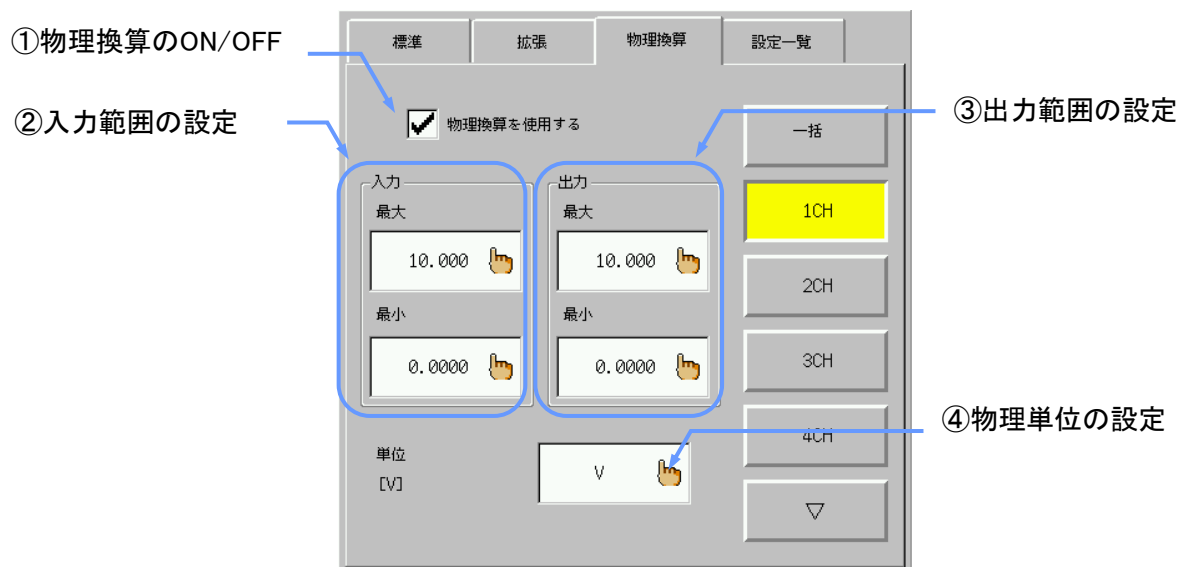 ①物理換算のON/OFF
②入力範囲の設定
標準
拡張
物理換算
設定一覧
物理換算を使用する
入力
最大
10.000
最小
0.0000
出力
最大
10.000
最小
0.0000
単位
[V]
V
一括
1CH
2CH
3CH
4CH
▽
③出力範囲の設定
④物理単位の設定